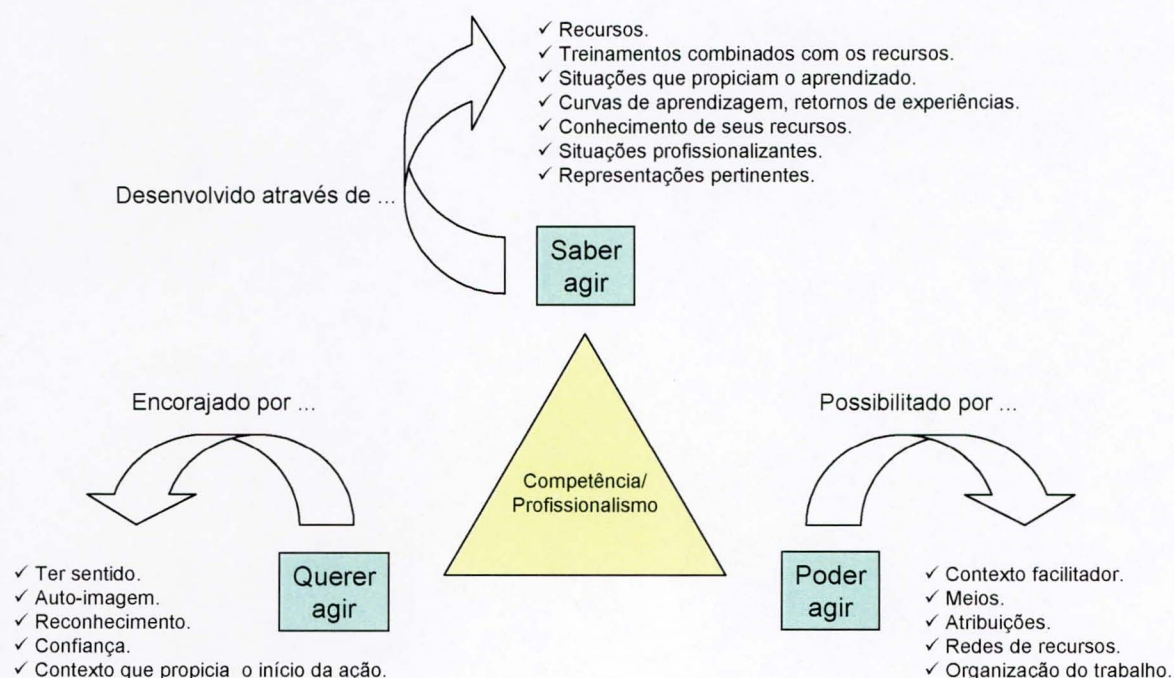 ✓ Recursos.
✓ Treinamentos combinados com os recursos.
✓ Situações que propiciam o aprendizado.
✓ Curvas de aprendizagem, retornos de experiências.
✓ Conhecimento de seus recursos.
✓ Situações profissionalizantes.
✓ Representações pertinentes.
Desenvolvido através de ...
Saber
agir
Encorajado por ...
Possibilitado por ...
Competência/
Profissionalismo
Querer
agir
Poder
agir
✓ Ter sentido.
✓ Auto-imagem.
✓ Reconhecimento.
✓ Confiança.
✓ Contexto que propicia o início da ação.
✓ Contexto facilitador.
✓ Meios.
✓ Atribuições.
✓ Redes de recursos.
✓ Organização do trabalho.